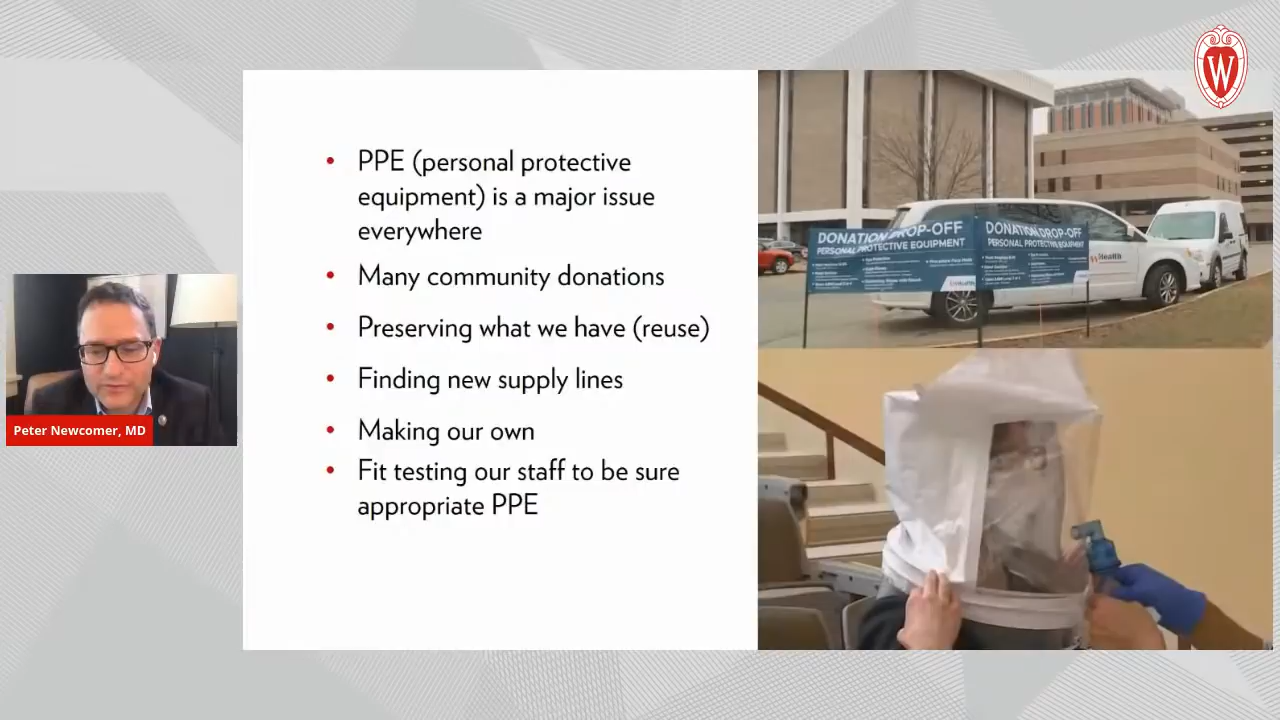 W
PPE (personal protective
equipment) is a major issue
everywhere
Many community donations
Preserving what we have (reuse)
Finding new supply lines
Making our own
Fit testing our staff to be sure
appropriate PPE
Peter Newcomer, MD
DONATION DROP-OFF
PERSONAL PROTECTIVE EQUIPMENT
DONATION DROP-OFF
PERSONAL PROTECTIVE EQUIPMENT
Health